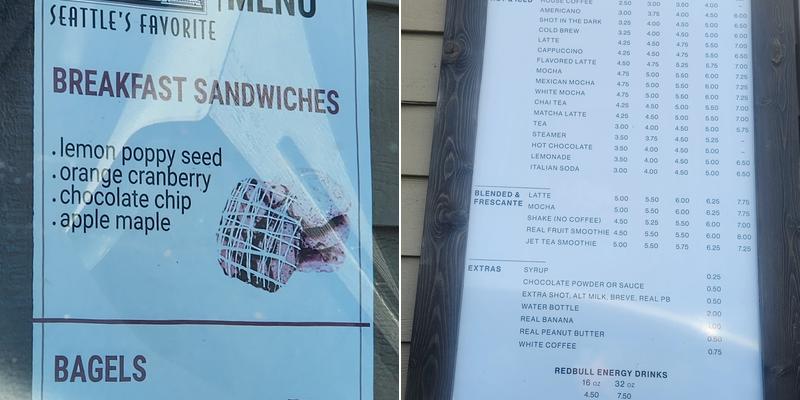 MENU
SEATTLE'S FAVORITE
BREAKFAST SANDWICHES
. lemon poppy seed
. orange cranberry
. chocolate chip
. apple maple
BAGELS
HOUSE COFFEE 2.50 3.00 3.50 4.00 -
AMERICANO 3.00 3.75 4.00 4.50 6.00
SHOT IN THE DARK 3.25 4.00 4.50 5.00
COLD BREW 3.25 4.00 4.50 5.00
LATTE 4.25 4.50 4.75 5.50 7.00
CAPPUCCINO 4.25 4.50 4.75 5.50 7.00
FLAVORED LATTE 4.50 4.75 5.25 6.75 7.00
MOCHA 4.75 5.00 5.50 6.00 7.25
MEXICAN MOCHA 4.75 5.00 5.50 6.00 7.25
WHITE MOCHA 4.75 5.00 5.50 6.00 7.25
CHAI TEA 4.25 4.50 5.00 5.50 7.00
MATCHA LATTE 4.25 4.50 5.00 5.50 7.00
TEA 3.00 4.00 4.50 5.00 5.75
STEAMER 3.50 3.75 4.50 5.25 -
HOT CHOCOLATE 3.50 4.00 4.50 5.00 -
LEMONADE 3.50 4.00 4.50 5.00 6.50
ITALIAN SODA 3.50 4.00 4.50 5.00 6.50
BLENDED & FRESCANTE
LATTE 5.00 5.50 6.00 6.25 7.75
MOCHA 5.00 5.50 6.00 6.25 7.75
SHAKE (NO COFFEE) 4.50 5.25 5.50 6.00 7.75
REAL FRUIT SMOOTHIE 4.50 5.50 5.50 6.00 8.00
JET TEA SMOOTHIE 5.00 5.50 5.75 6.25 7.25
EXTRAS
SYRUP 0.25
CHOCOLATE POWDER OR SAUCE 0.50
EXTRA SHOT, ALT MILK, BREVE, REAL PB 0.50
WATER BOTTLE 2.00
REAL BANANA 1.00
REAL PEANUT BUTTER 0.50
WHITE COFFEE 0.75
REDBULL ENERGY DRINKS
16 oz 32 oz
4.50 7.50